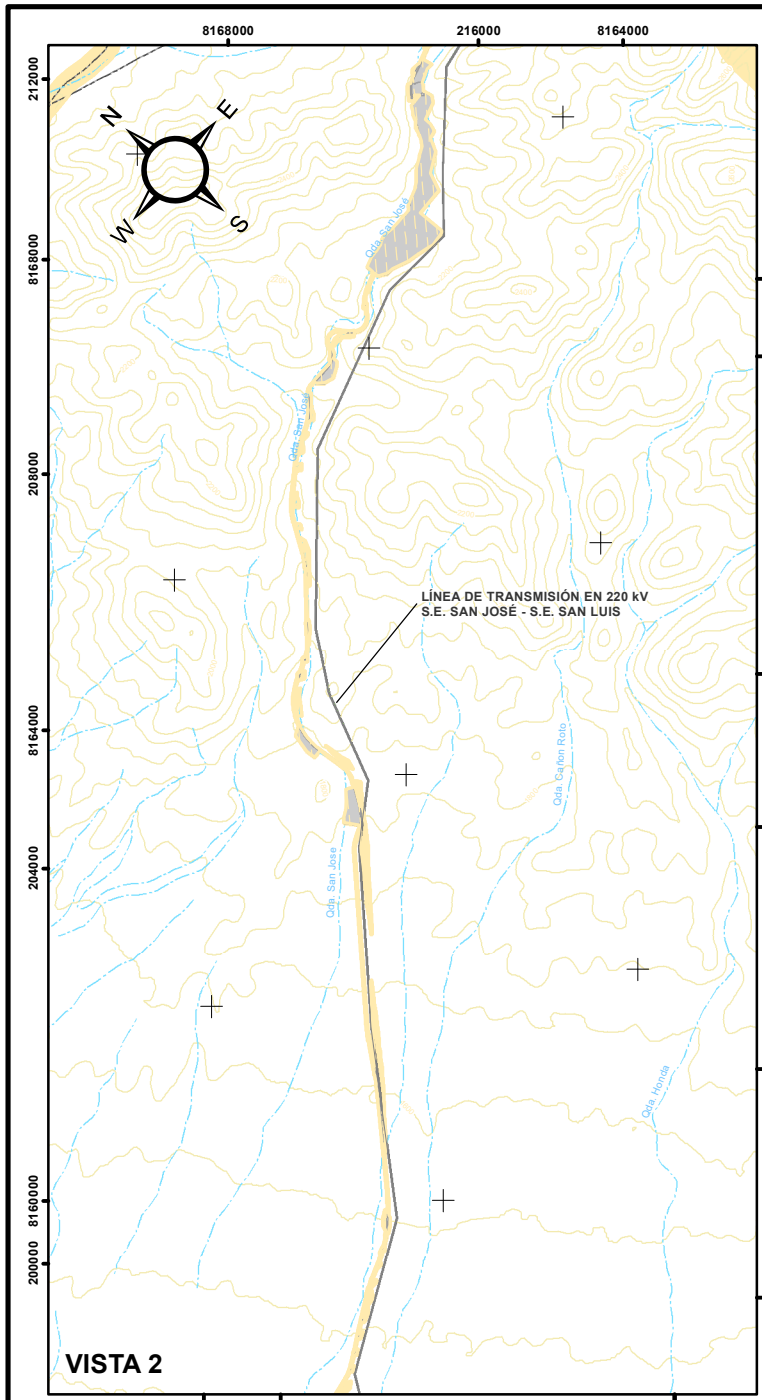 8168000
216000
8164000
212000
N
E
W
S
Qda. San José
8168000
Qda. San José
2080000
LÍNEA DE TRANSMISIÓN EN 220 kV
S.E. SAN JOSÉ - S.E. SAN LUIS
8164000
Qda. Cañon Roto
204000
Qda. San Jose
Qda. Honda
8160000
200000
VISTA 2